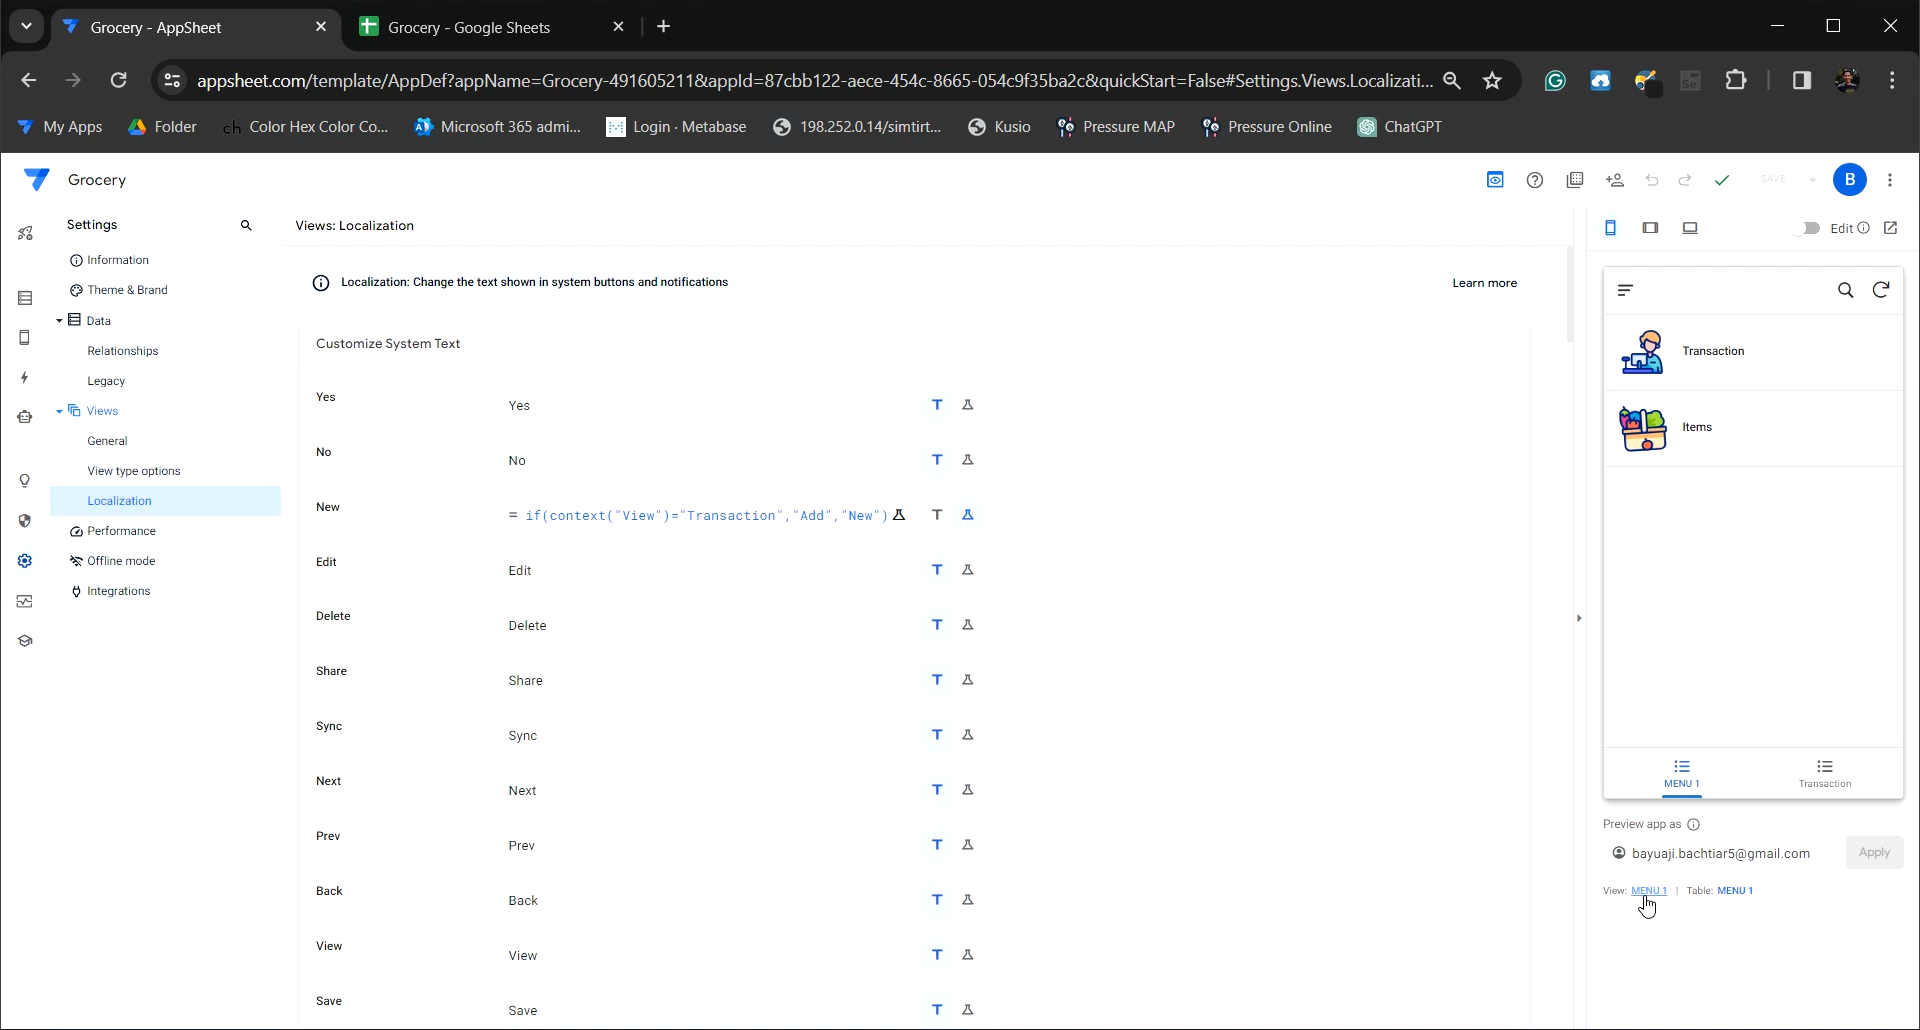 Grocery - AppSheet
Grocery - Google Sheets
appsheet.com/template/AppDef?appName=Grocery-491605211&appId=87cbb122-aece-454c-8665-054c9f35ba2c&quickStart=False#Settings.Views.Localizati...
My Apps
Folder
ch Color Hex Color Co...
Microsoft 365 admi...
Login · Metabase
198.252.0.14/simtirt...
Kusio
Pressure MAP
Pressure Online
ChatGPT
Grocery
SAVE
B
Settings
Information
Theme & Brand
Data
Relationships
Legacy
Views
General
View type options
Localization
Performance
Offline mode
Integrations
Views: Localization
Localization: Change the text shown in system buttons and notifications
Learn more
Customize System Text
Yes
Yes
No
No
New
= if(context("View")="Transaction","Add","New")
Edit
Edit
Delete
Delete
Share
Share
Sync
Sync
Next
Next
Prev
Prev
Back
Back
View
View
Save
Save
Edit
Transaction
Items
MENU 1
Transaction
Preview app as
bayuaji.bachtiar5@gmail.com
Apply
View: MENU 1 | Table: MENU 1